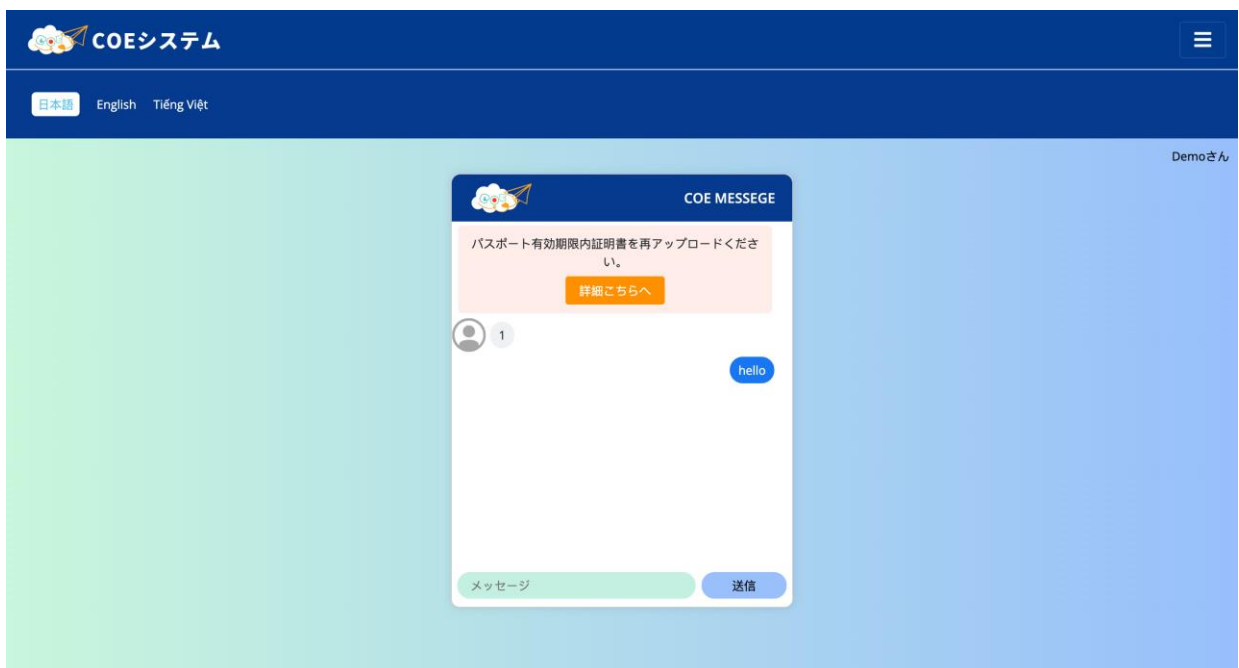 COEシステム
日本語 English Tiếng Việt
Demoさん
COE MESSEGE
パスポート有効期限内証明書を再アップロードくださ
い。
詳細こちらへ
1
hello
メッセージ 送信